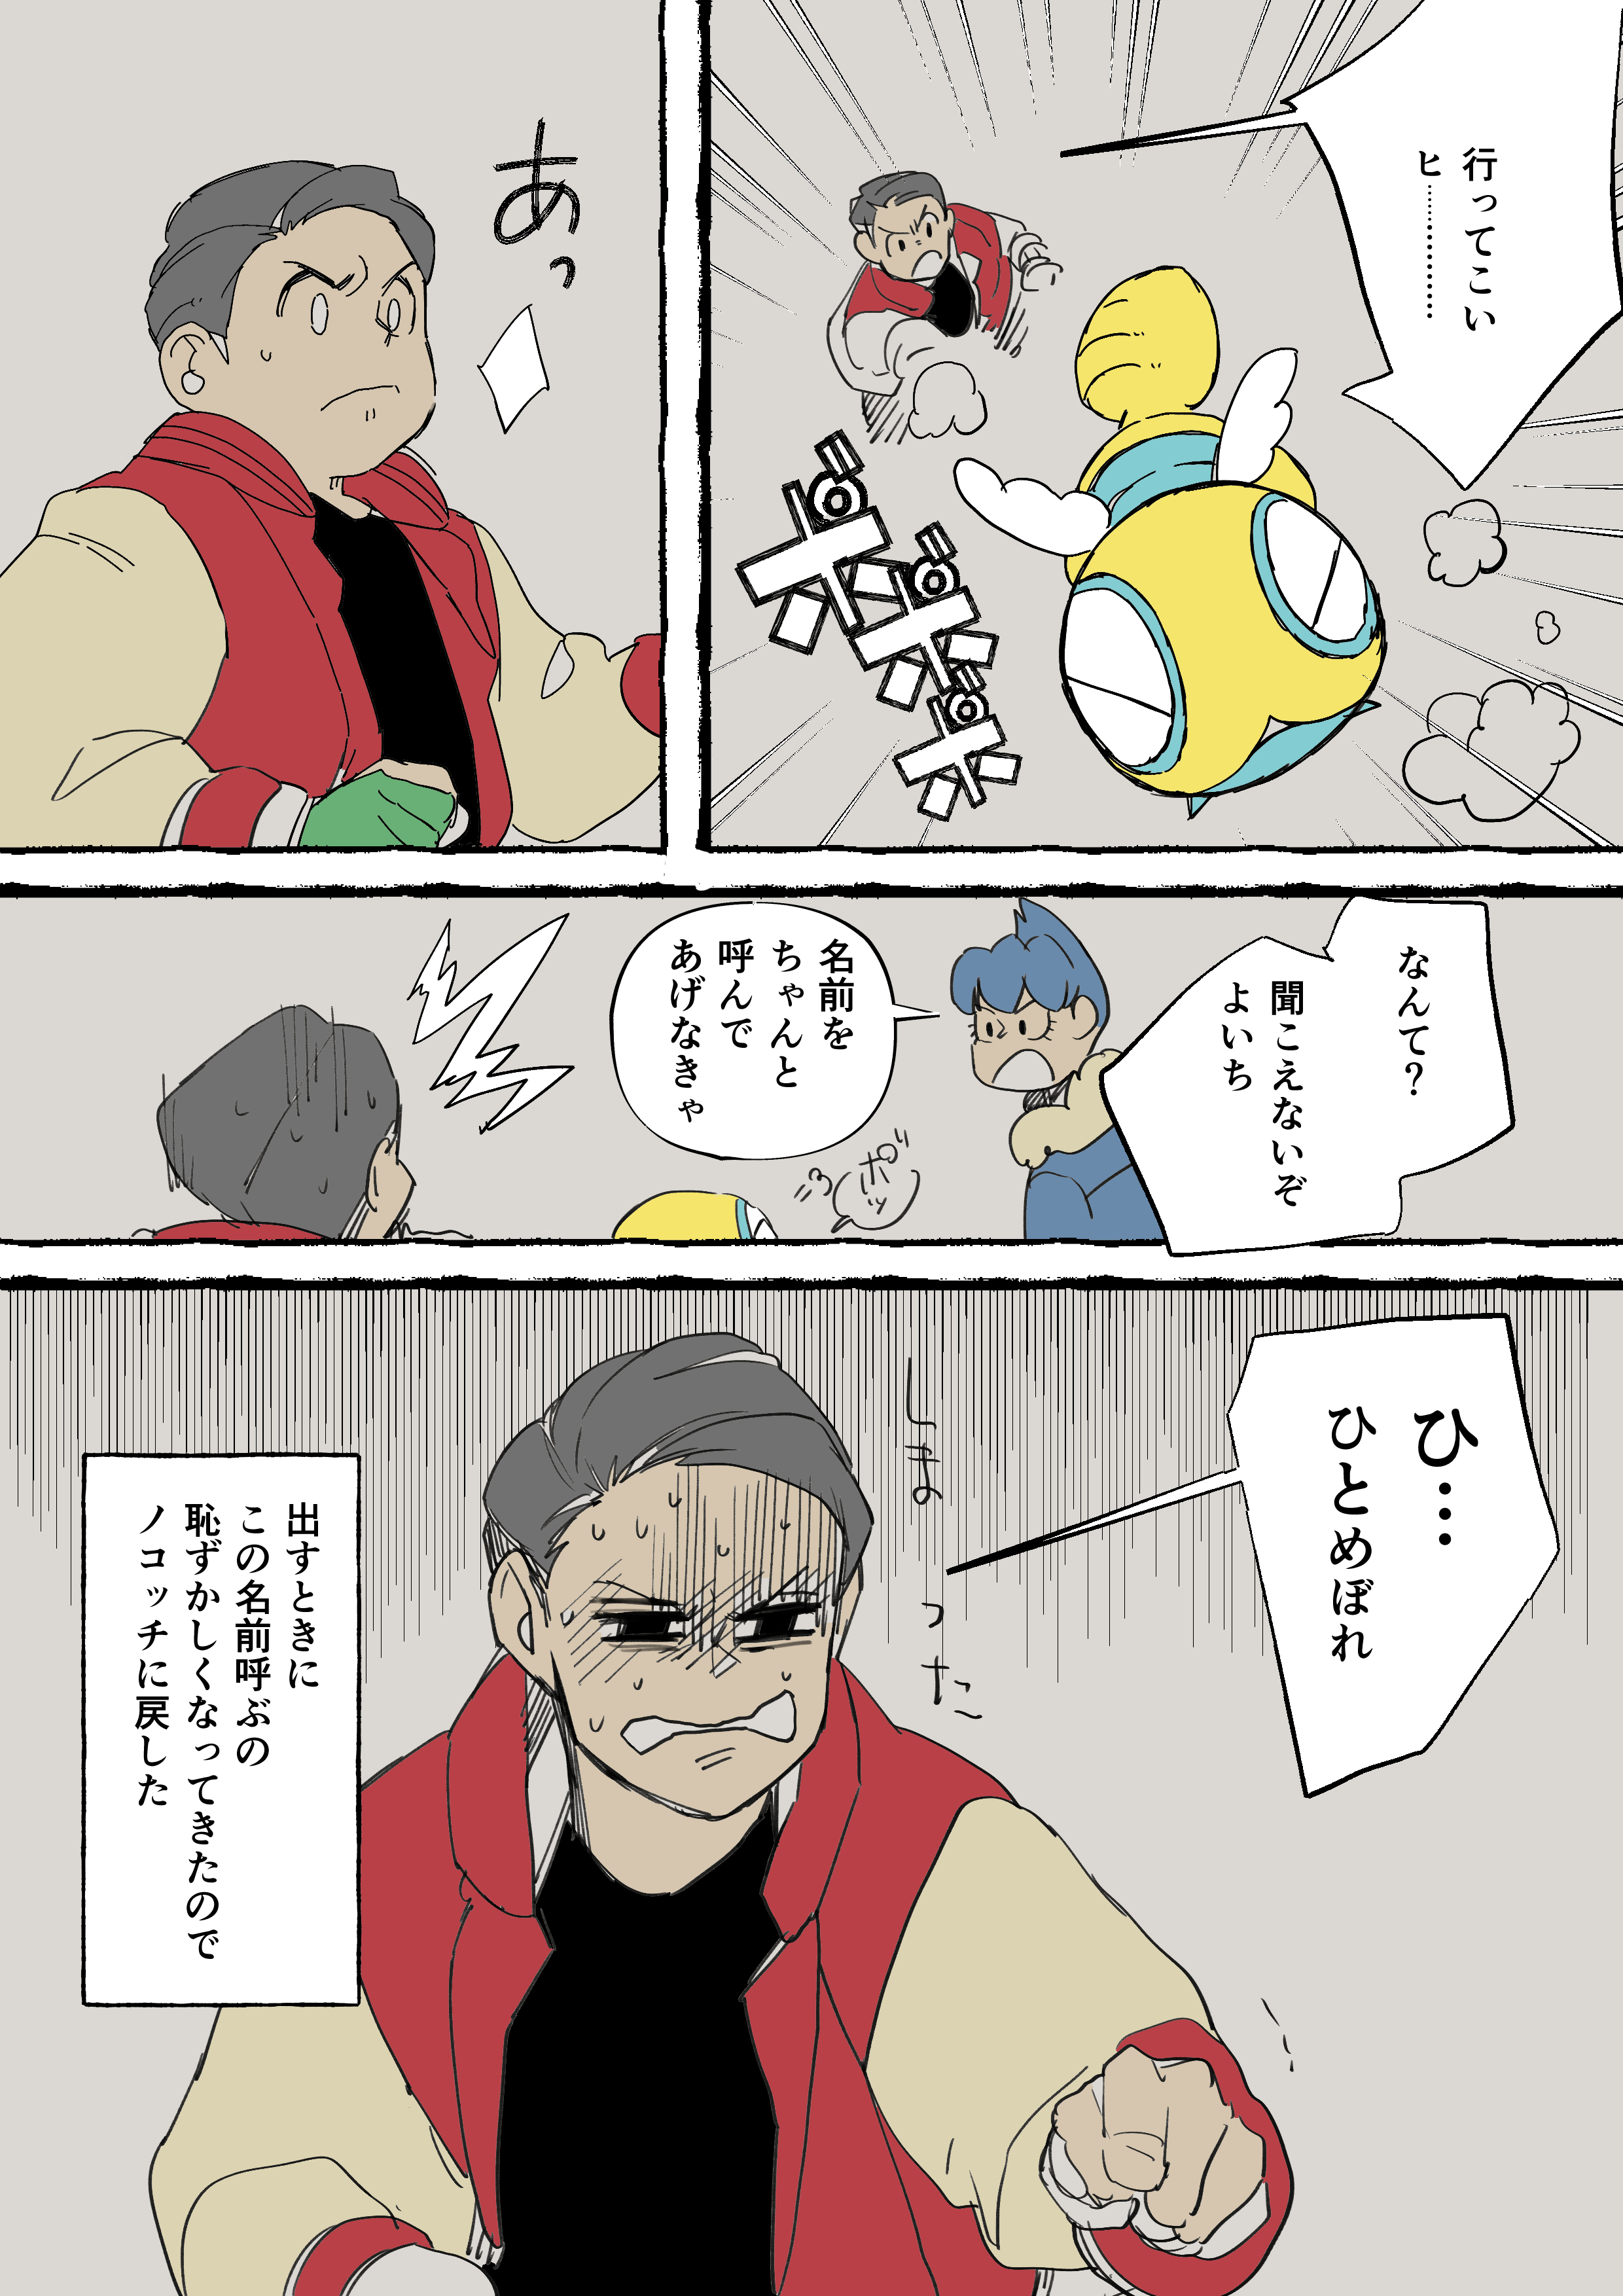 行ってこい
ヒ…………
ポポポ
あっ
なんて？
聞こえないぞ
よいち
名前を
ちゃんと
呼んで
あげなきゃ
ボソッ
ひ…
ひとめぼれ
しまった
出すときに
この名前呼ぶの
恥ずかしくなってきたので
ノコッチに戻した